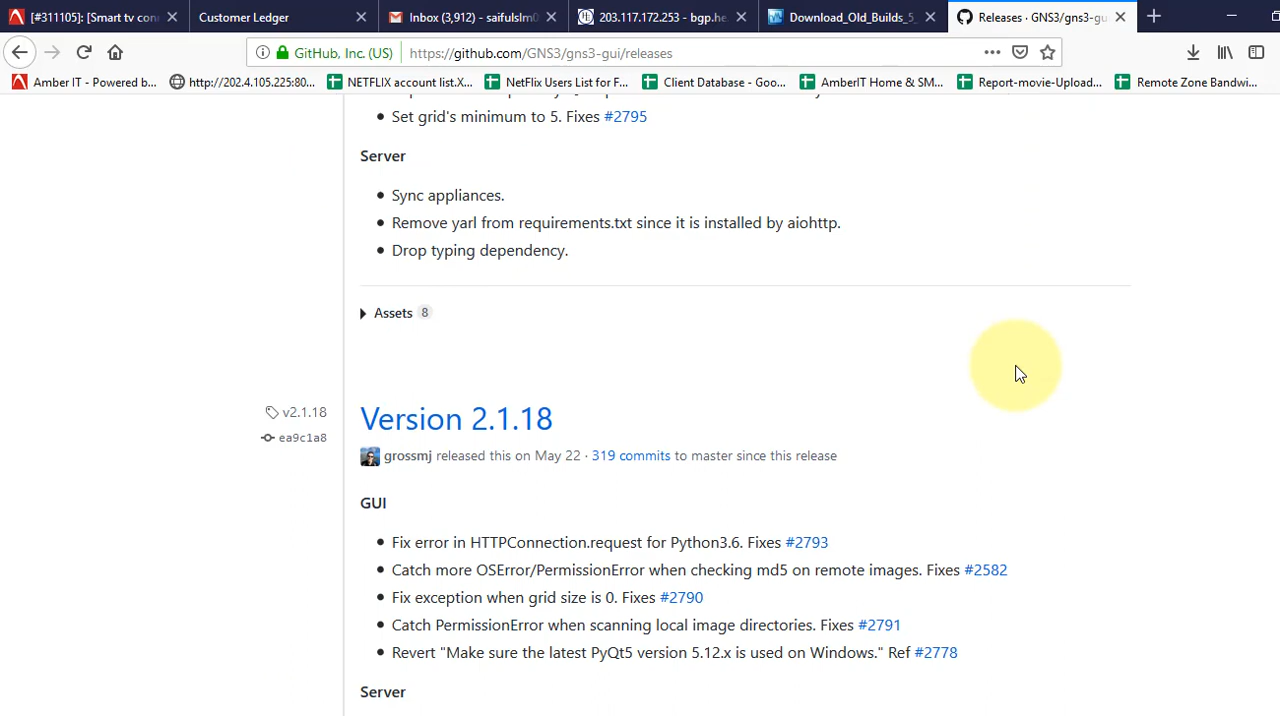 [#311105]: [Smart tv con
Customer Ledger
Inbox (3,912) - saifulslm0
203.117.172.253 - bgp.he.
Download_Old_Builds_5_
Releases · GNS3/gns3-gui
GitHub, Inc. (US)
https://github.com/GNS3/gns3-gui/releases
Amber IT - Powered b...
http://202.4.105.225:80...
NETFLIX account list.X...
NetFlix Users List for F...
Client Database - Goo...
AmberIT Home & SM...
Report-movie-Upload...
Remote Zone Bandwi...
Set grid's minimum to 5. Fixes #2795
Server
Sync appliances.
Remove yarl from requirements.txt since it is installed by aiohttp.
Drop typing dependency.
Assets 8
v2.1.18
Version 2.1.18
ea9c1a8
grossmj released this on May 22 · 319 commits to master since this release
GUI
Fix error in HTTPConnection.request for Python3.6. Fixes #2793
Catch more OSError/PermissionError when checking md5 on remote images. Fixes #2582
Fix exception when grid size is 0. Fixes #2790
Catch PermissionError when scanning local image directories. Fixes #2791
Revert "Make sure the latest PyQt5 version 5.12.x is used on Windows." Ref #2778
Server